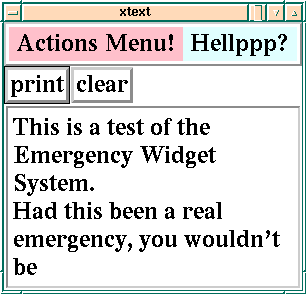 xtext
Actions Menu! Hellppp?
print clear
This is a test of the
Emergency Widget
System.
Had this been a real
emergency, you wouldn't
be